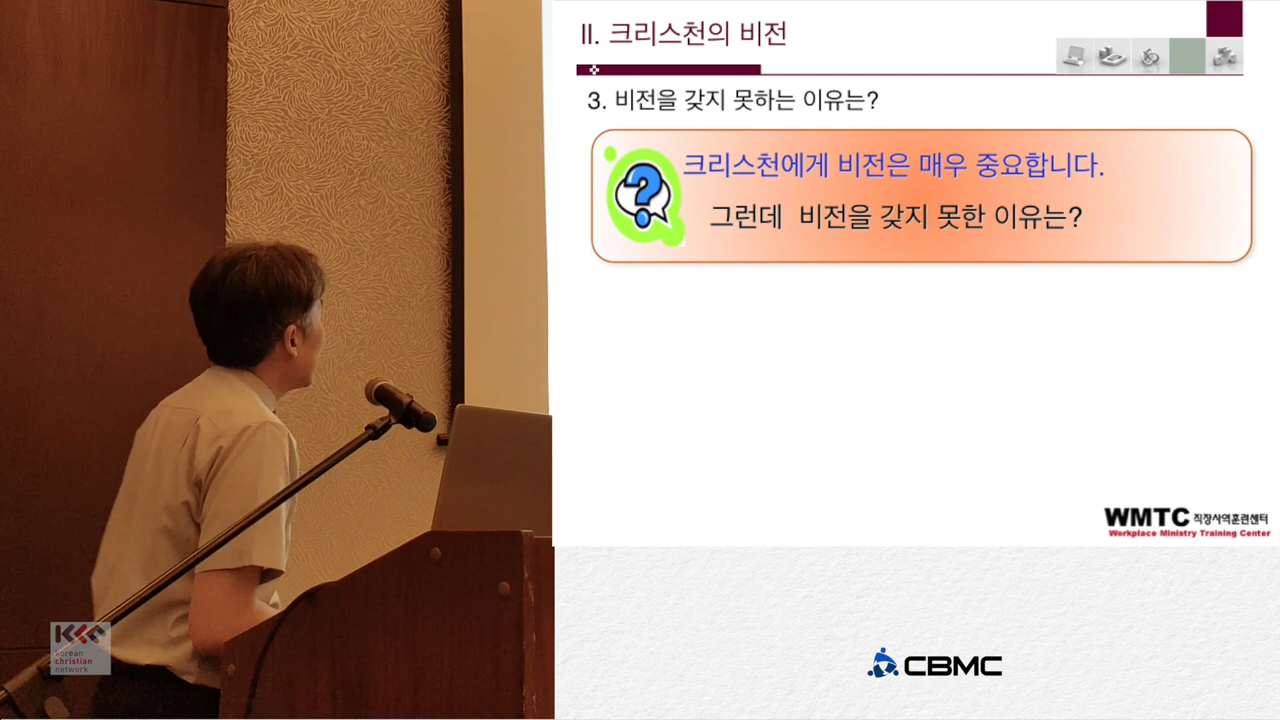 II. 크리스천의 비전
3. 비전을 갖지 못하는 이유는?
크리스천에게 비전은 매우 중요합니다.
그런데 비전을 갖지 못한 이유는?
WMTC 직장사역훈련센터
Workplace Ministry Training Center
korean
christian
network
CBMC